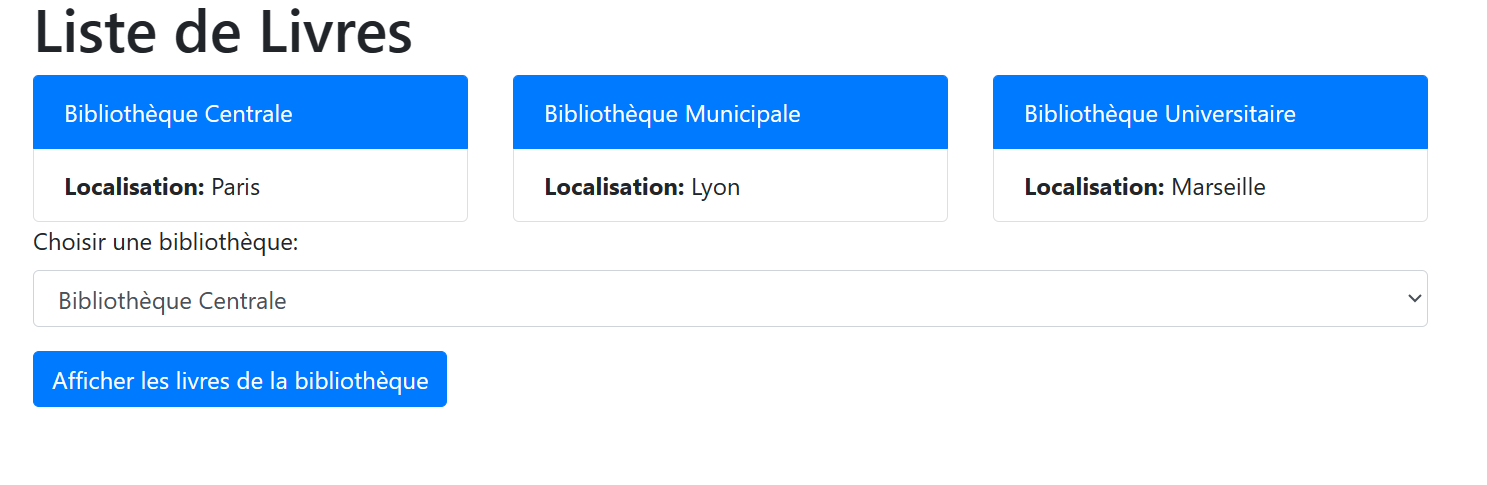 Liste de Livres
Bibliothèque Centrale
Localisation: Paris
Bibliothèque Municipale
Localisation: Lyon
Bibliothèque Universitaire
Localisation: Marseille
Choisir une bibliothèque:
Bibliothèque Centrale
Afficher les livres de la bibliothèque